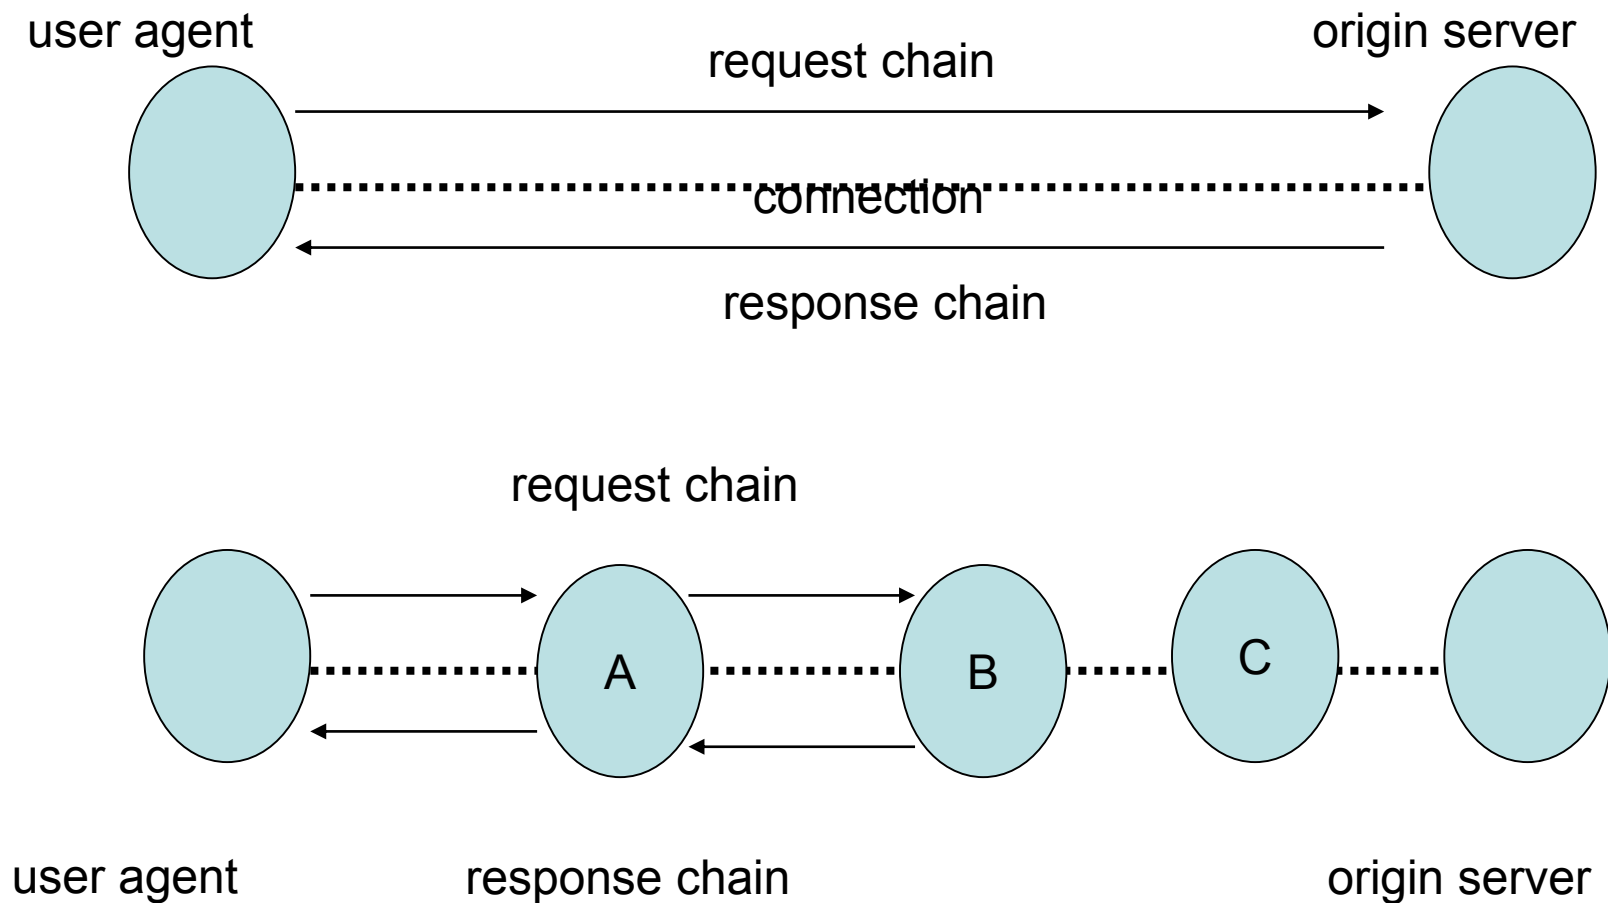 user agent
origin server
request chain
connection
response chain
request chain
A
B
C
user agent
response chain
origin server